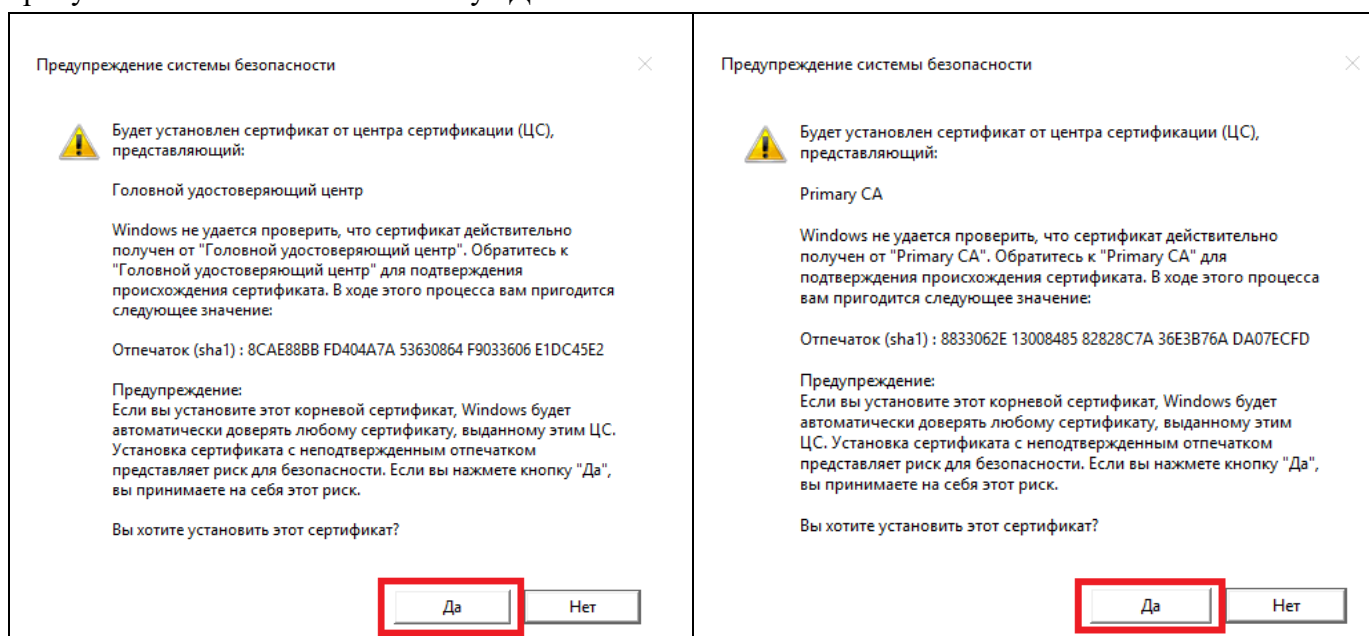 Предупреждение системы безопасности
Будет установлен сертификат от центра сертификации (ЦС),
представляющий:
Головной удостоверяющий центр
Windows не удается проверить, что сертификат действительно
получен от "Головной удостоверяющий центр". Обратитесь к
"Головной удостоверяющий центр" для подтверждения
происхождения сертификата. В ходе этого процесса вам пригодится
следующее значение:
Отпечаток (sha1) : 8CAE88BB FD404A7A 53630864 F9033606 E1DC45E2
Предупреждение:
Если вы установите этот корневой сертификат, Windows будет
автоматически доверять любому сертификату, выданному этим ЦС.
Установка сертификата с неподтвержденным отпечатком
представляет риск для безопасности. Если вы нажмете кнопку "Да",
вы принимаете на себя этот риск.
Вы хотите установить этот сертификат?
Да
Нет
Предупреждение системы безопасности
Будет установлен сертификат от центра сертификации (ЦС),
представляющий:
Primary CA
Windows не удается проверить, что сертификат действительно
получен от "Primary CA". Обратитесь к "Primary CA" для
подтверждения происхождения сертификата. В ходе этого процесса
вам пригодится следующее значение:
Отпечаток (sha1) : 8833062E 13008485 82828C7A 36E3B76A DA07ECFD
Предупреждение:
Если вы установите этот корневой сертификат, Windows будет
автоматически доверять любому сертификату, выданному этим
ЦС. Установка сертификата с неподтвержденным отпечатком
представляет риск для безопасности. Если вы нажмете кнопку "Да",
вы принимаете на себя этот риск.
Вы хотите установить этот сертификат?
Да
Нет